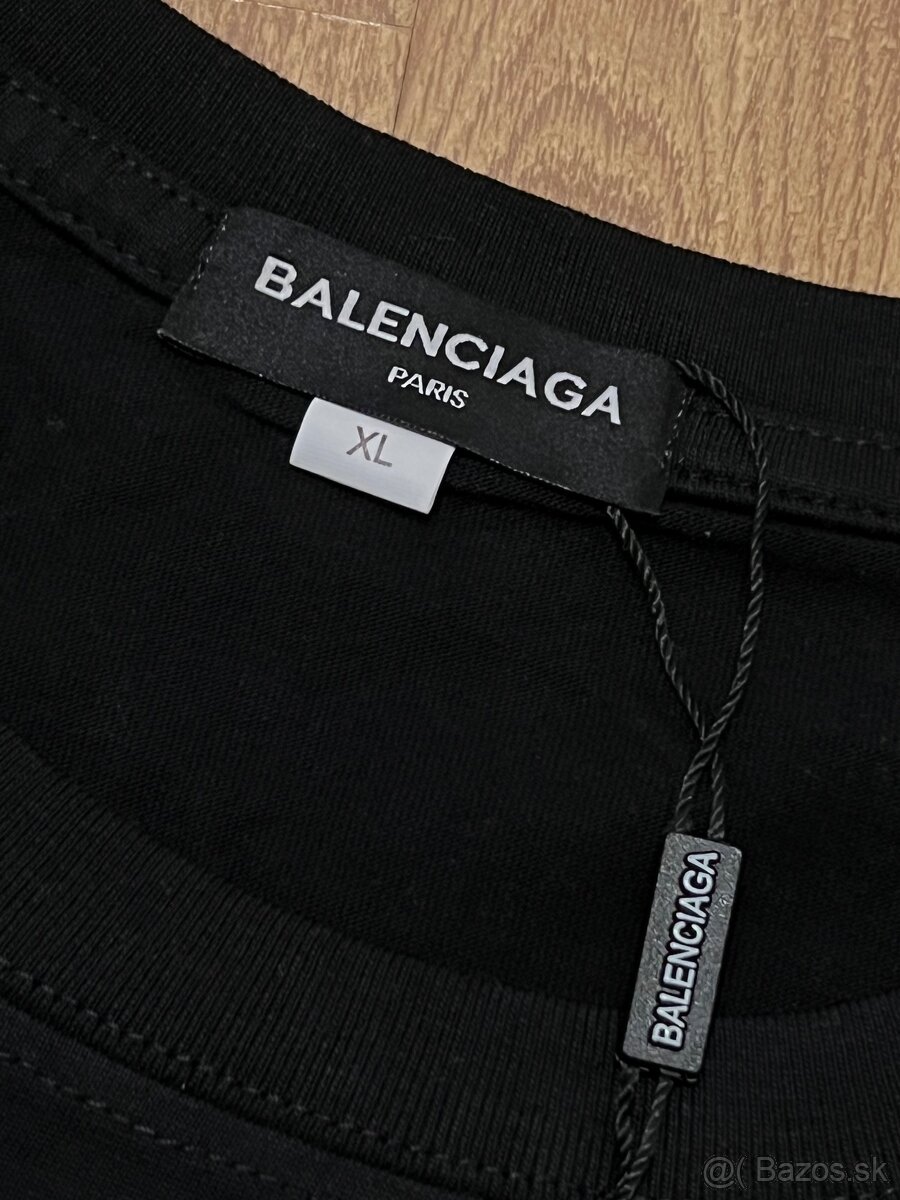 BALENCIAGA
PARIS
XL
BALENCIAGA
@( Bazos.sk